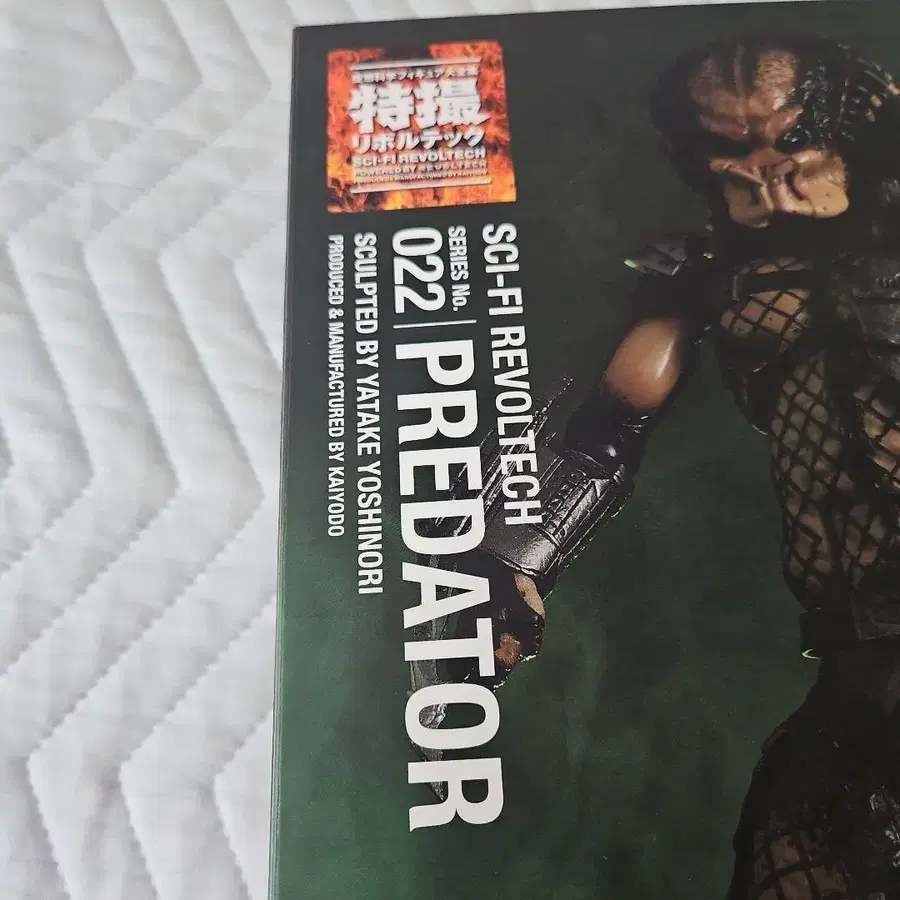 特撮
リボルテック
SCI-FI REVOLTECH
POWERED BY REVOLTECH
SCI-FI REVOLTECH
SERIES No.
022 | PREDATOR
SCULPTED BY YATAKE YOSHINORI
PRODUCED & MANUFACTURED BY KAIYODO